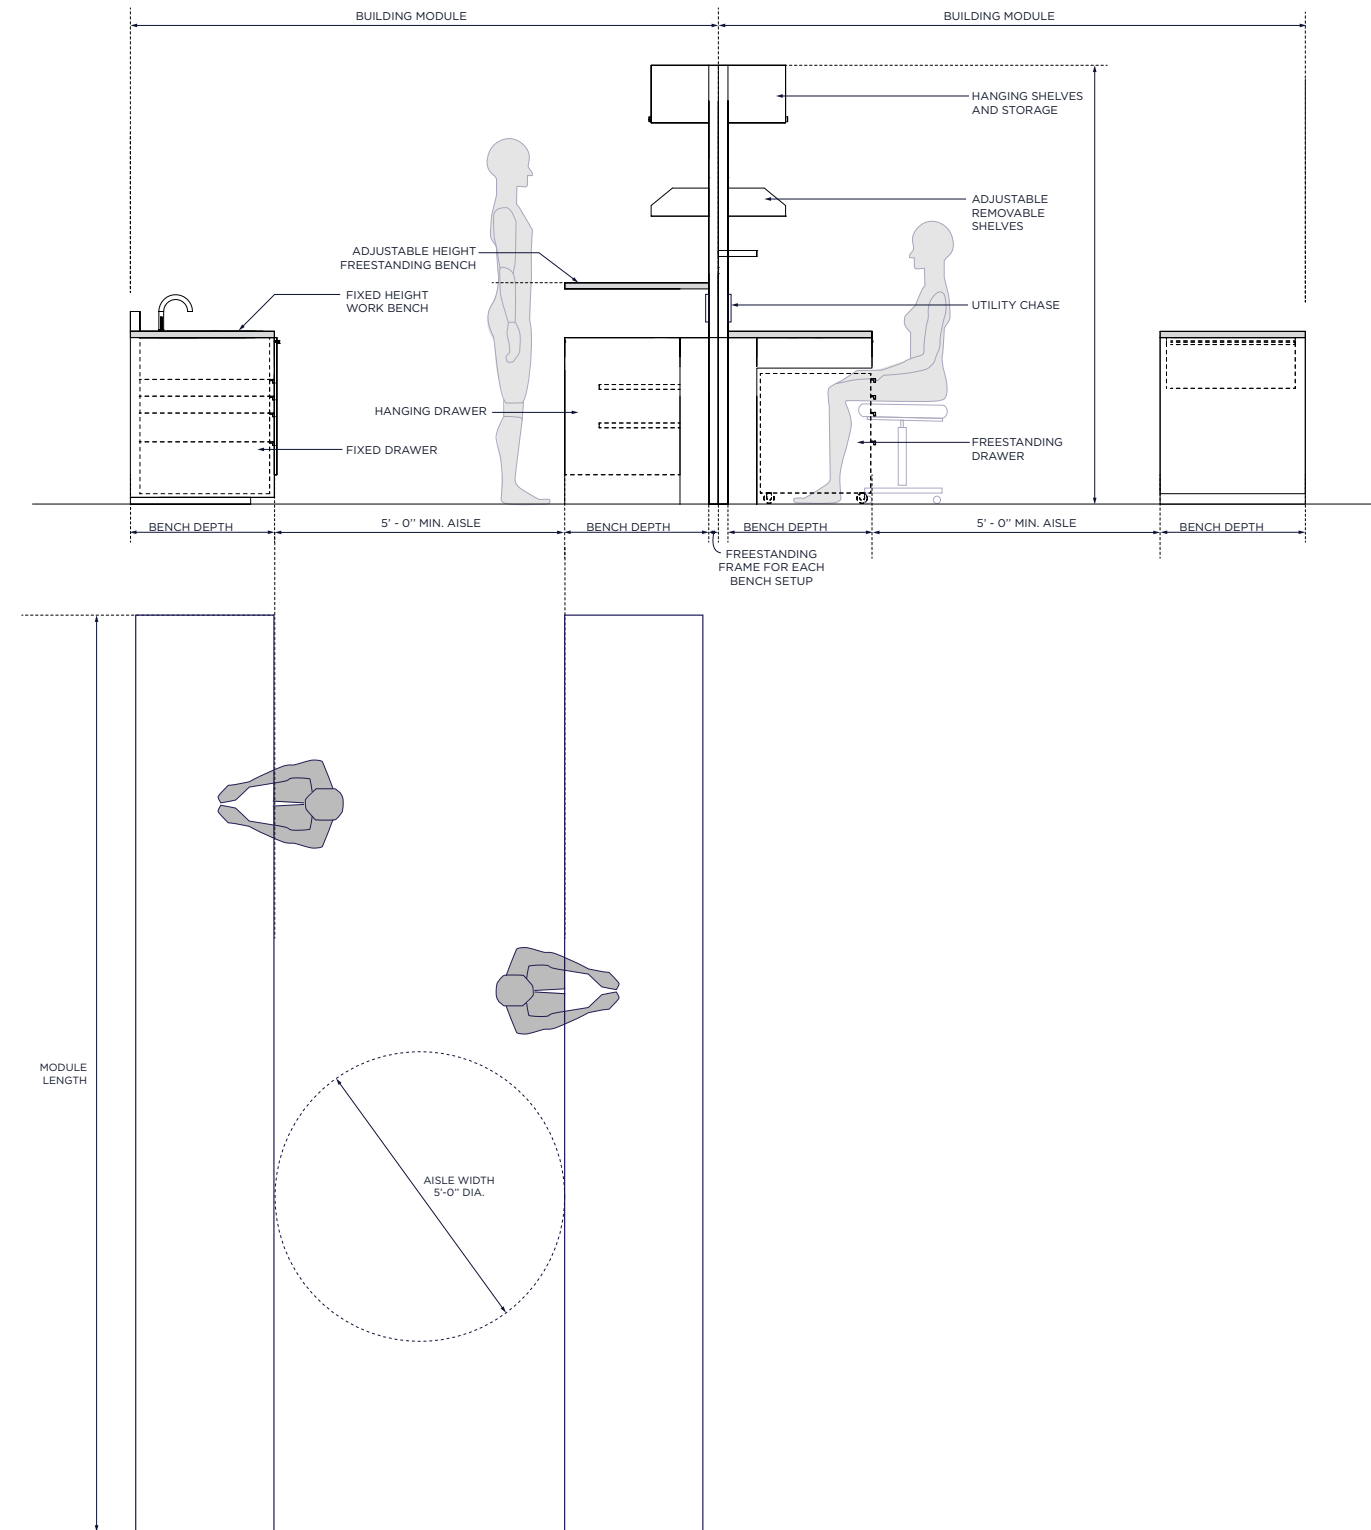 BUILDING MODULE
BUILDING MODULE
HANGING SHELVES
AND STORAGE
ADJUSTABLE
REMOVABLE
SHELVES
ADJUSTABLE HEIGHT
FREESTANDING BENCH
FIXED HEIGHT
WORK BENCH
UTILITY CHASE
HANGING DRAWER
FIXED DRAWER
FREESTANDING
DRAWER
BENCH DEPTH
5' - 0" MIN. AISLE
BENCH DEPTH
BENCH DEPTH
5' - 0" MIN. AISLE
BENCH DEPTH
FREESTANDING
FRAME FOR EACH
BENCH SETUP
MODULE
LENGTH
AISLE WIDTH
5'-0" DIA.